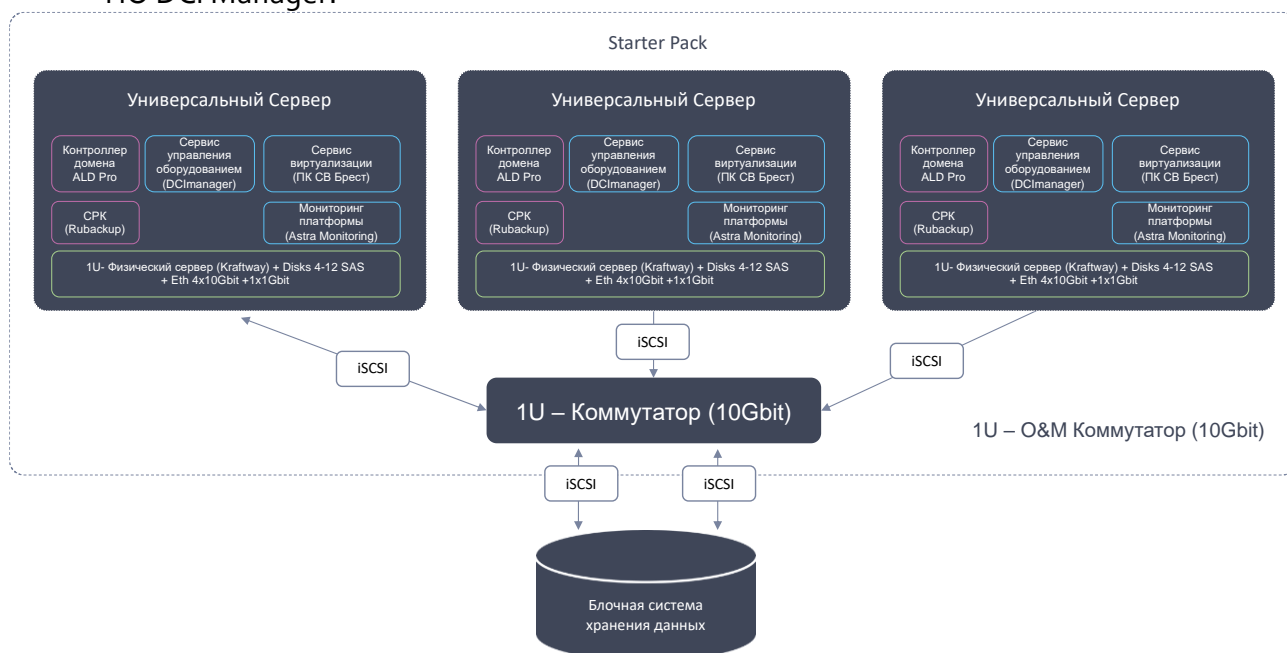 ПО DCI Manager.
Starter Pack
Универсальный Сервер
Контроллер
домена
ALD Pro
Сервис
управления
оборудованием
(DCImanager)
Сервис
виртуализации
(ПК СВ Брест)
СРК
(Rubackup)
Мониторинг
платформы
(Astra Monitoring)
1U- Физический сервер (Kraftway) + Disks 4-12 SAS
+ Eth 4x10Gbit +1x1Gbit
Универсальный Сервер
Контроллер
домена
ALD Pro
Сервис
управления
оборудованием
(DCImanager)
Сервис
виртуализации
(ПК СВ Брест)
СРК
(Rubackup)
Мониторинг
платформы
(Astra Monitoring)
1U- Физический сервер (Kraftway) + Disks 4-12 SAS
+ Eth 4x10Gbit +1x1Gbit
Универсальный Сервер
Контроллер
домена
ALD Pro
Сервис
управления
оборудованием
(DCImanager)
Сервис
виртуализации
(ПК СВ Брест)
СРК
(Rubackup)
Мониторинг
платформы
(Astra Monitoring)
1U- Физический сервер (Kraftway) + Disks 4-12 SAS
+ Eth 4x10Gbit +1x1Gbit
iSCSI
iSCSI
iSCSI
1U – Коммутатор (10Gbit)
1U – O&M Коммутатор (10Gbit)
iSCSI
iSCSI
Блочная система
хранения данных